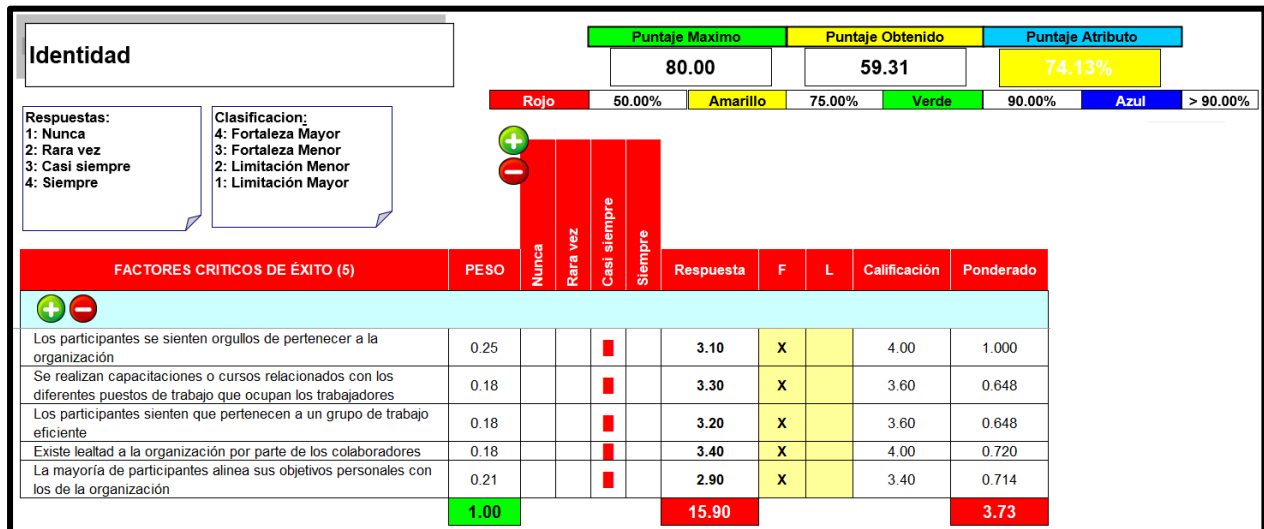 Identidad
Puntaje Maximo Puntaje Obtenido Puntaje Atributo
80.00 59.31 74.13%
Rojo 50.00% Amarillo 75.00% Verde 90.00% Azul > 90.00%
Respuestas:
1: Nunca
2: Rara vez
3: Casi siempre
4: Siempre
Clasificacion:
4: Fortaleza Mayor
3: Fortaleza Menor
2: Limitación Menor
1: Limitación Mayor
FACTORES CRITICOS DE ÉXITO (5) PESO Nunca Rara vez Casi siempre Siempre Respuesta F L Calificación Ponderado
Los participantes se sienten orgullos de pertenecer a la
organización 0.25 3.10 X 4.00 1.000
Se realizan capacitaciones o cursos relacionados con los
diferentes puestos de trabajo que ocupan los trabajadores 0.18 3.30 X 3.60 0.648
Los participantes sienten que pertenecen a un grupo de trabajo
eficiente 0.18 3.20 X 3.60 0.648
Existe lealtad a la organización por parte de los colaboradores 0.18 3.40 X 4.00 0.720
La mayoría de participantes alinea sus objetivos personales con
los de la organización 0.21 2.90 X 3.40 0.714
1.00 15.90 3.73